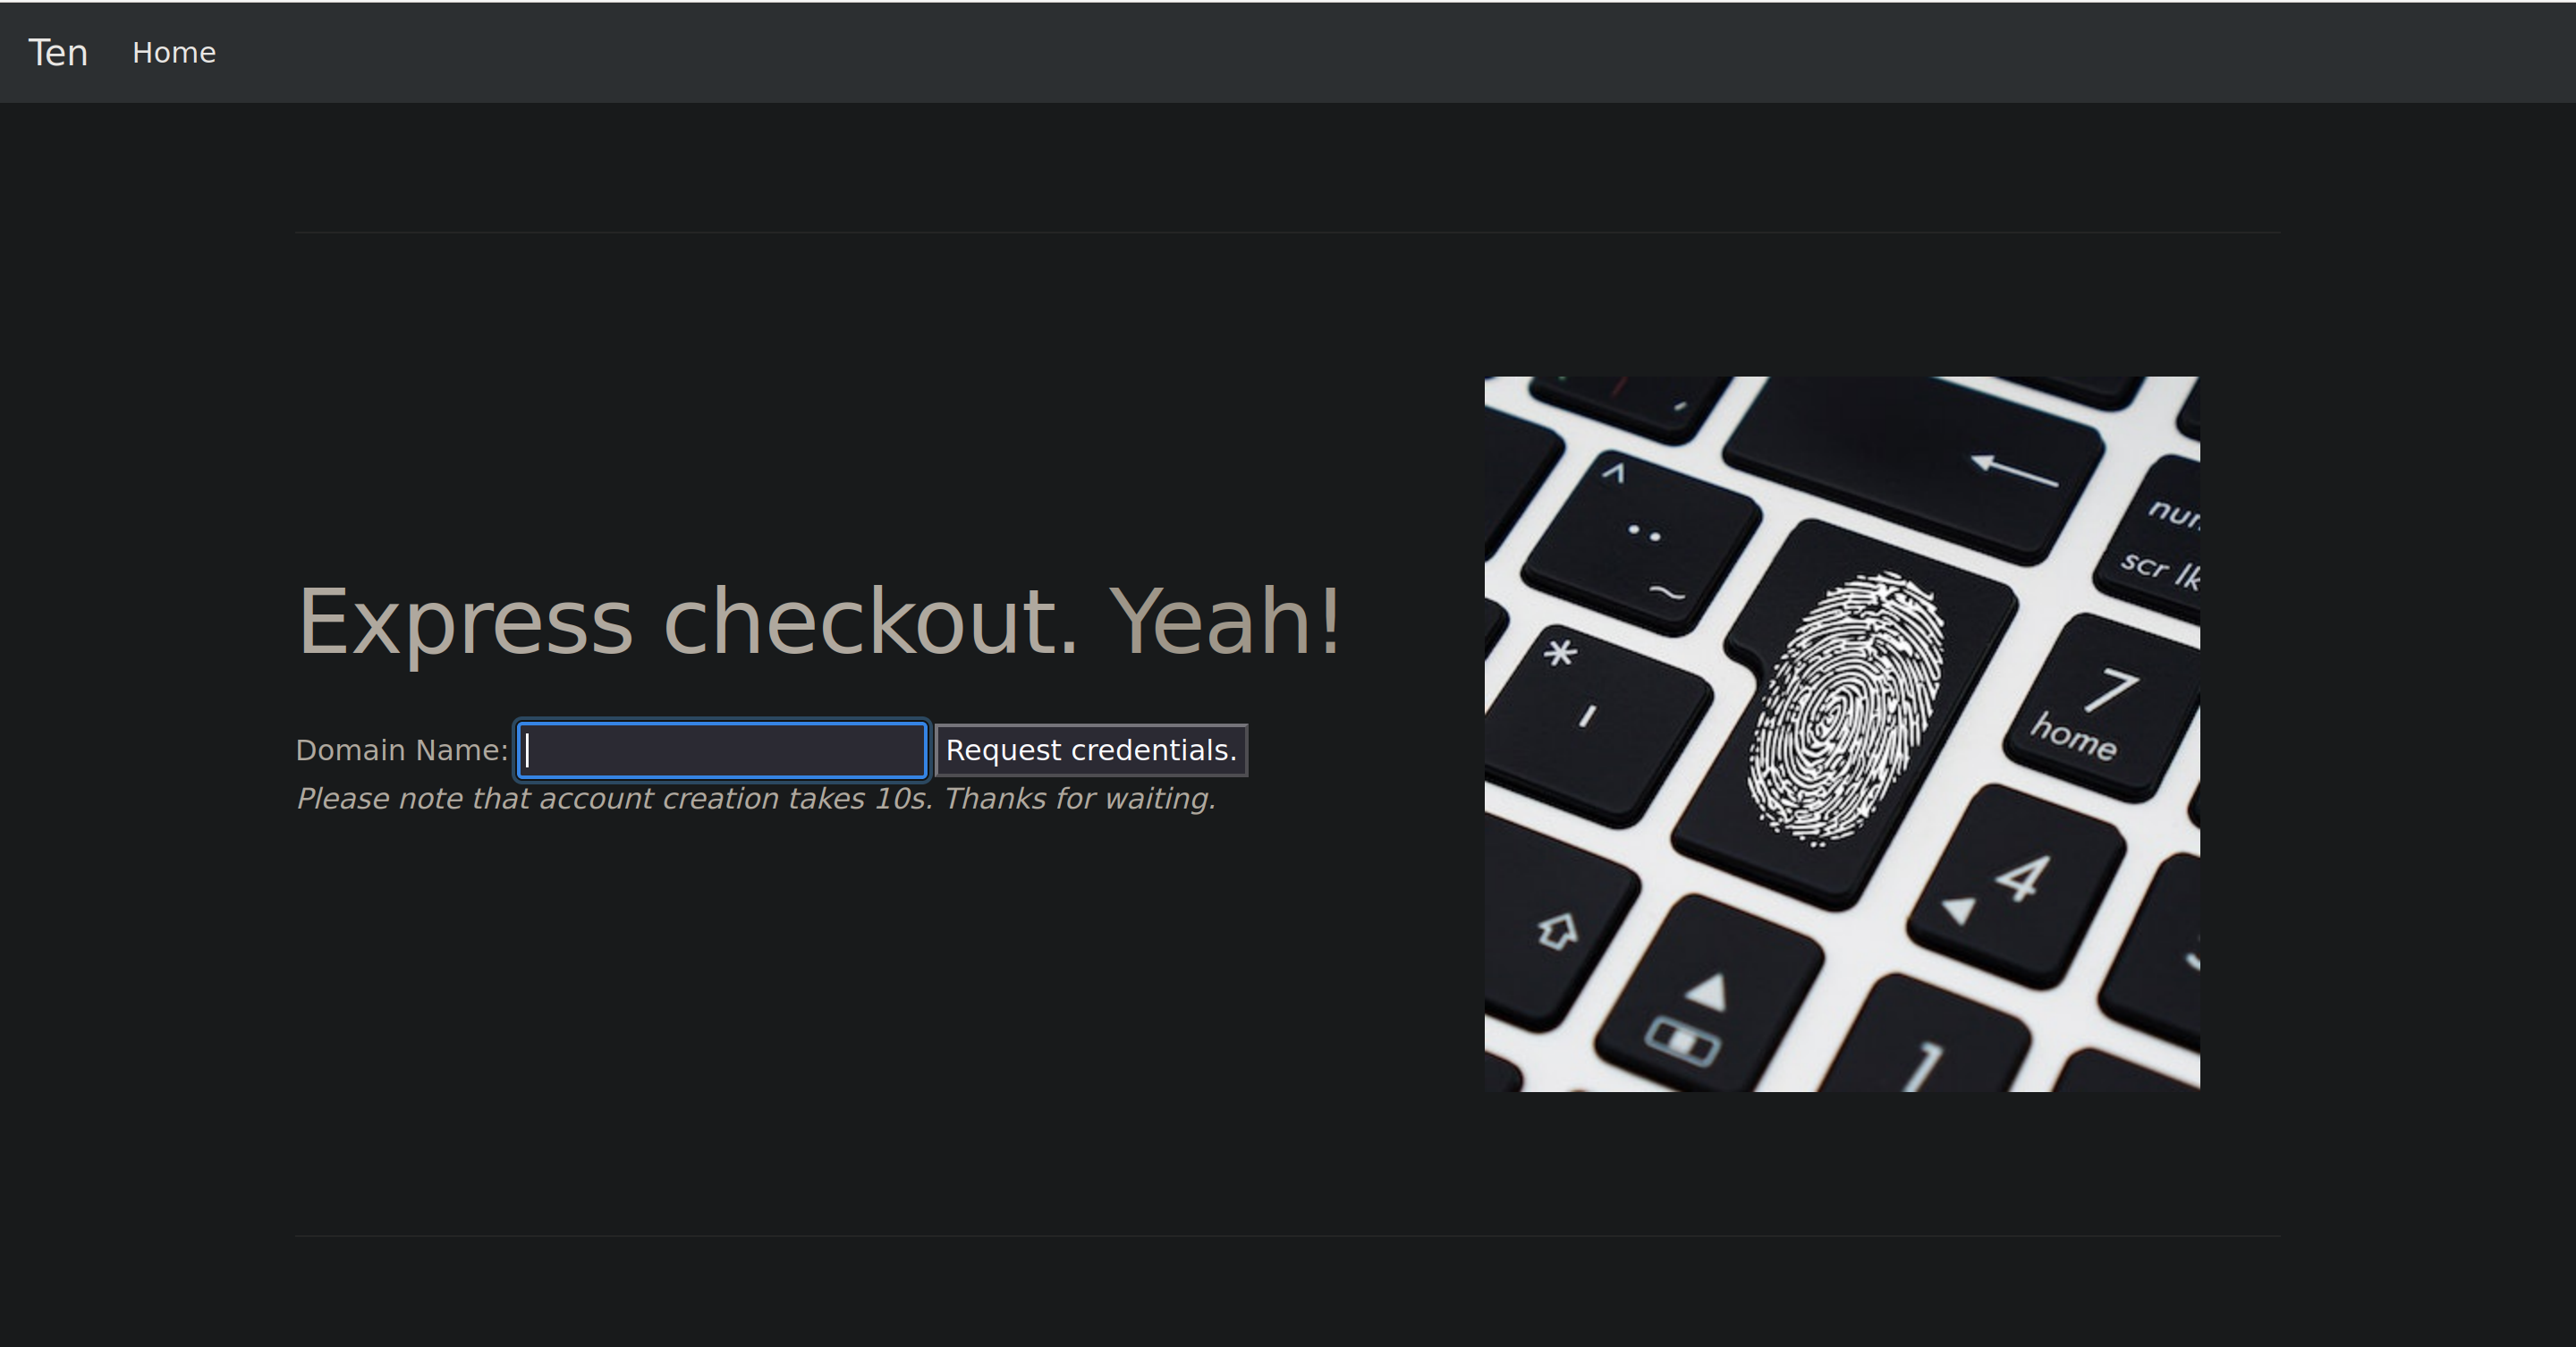 Ten Home
Express checkout. Yeah!
Domain Name: Request credentials.
Please note that account creation takes 10s. Thanks for waiting.
^
¨
~
*
'
scr lk
7
home
4
1